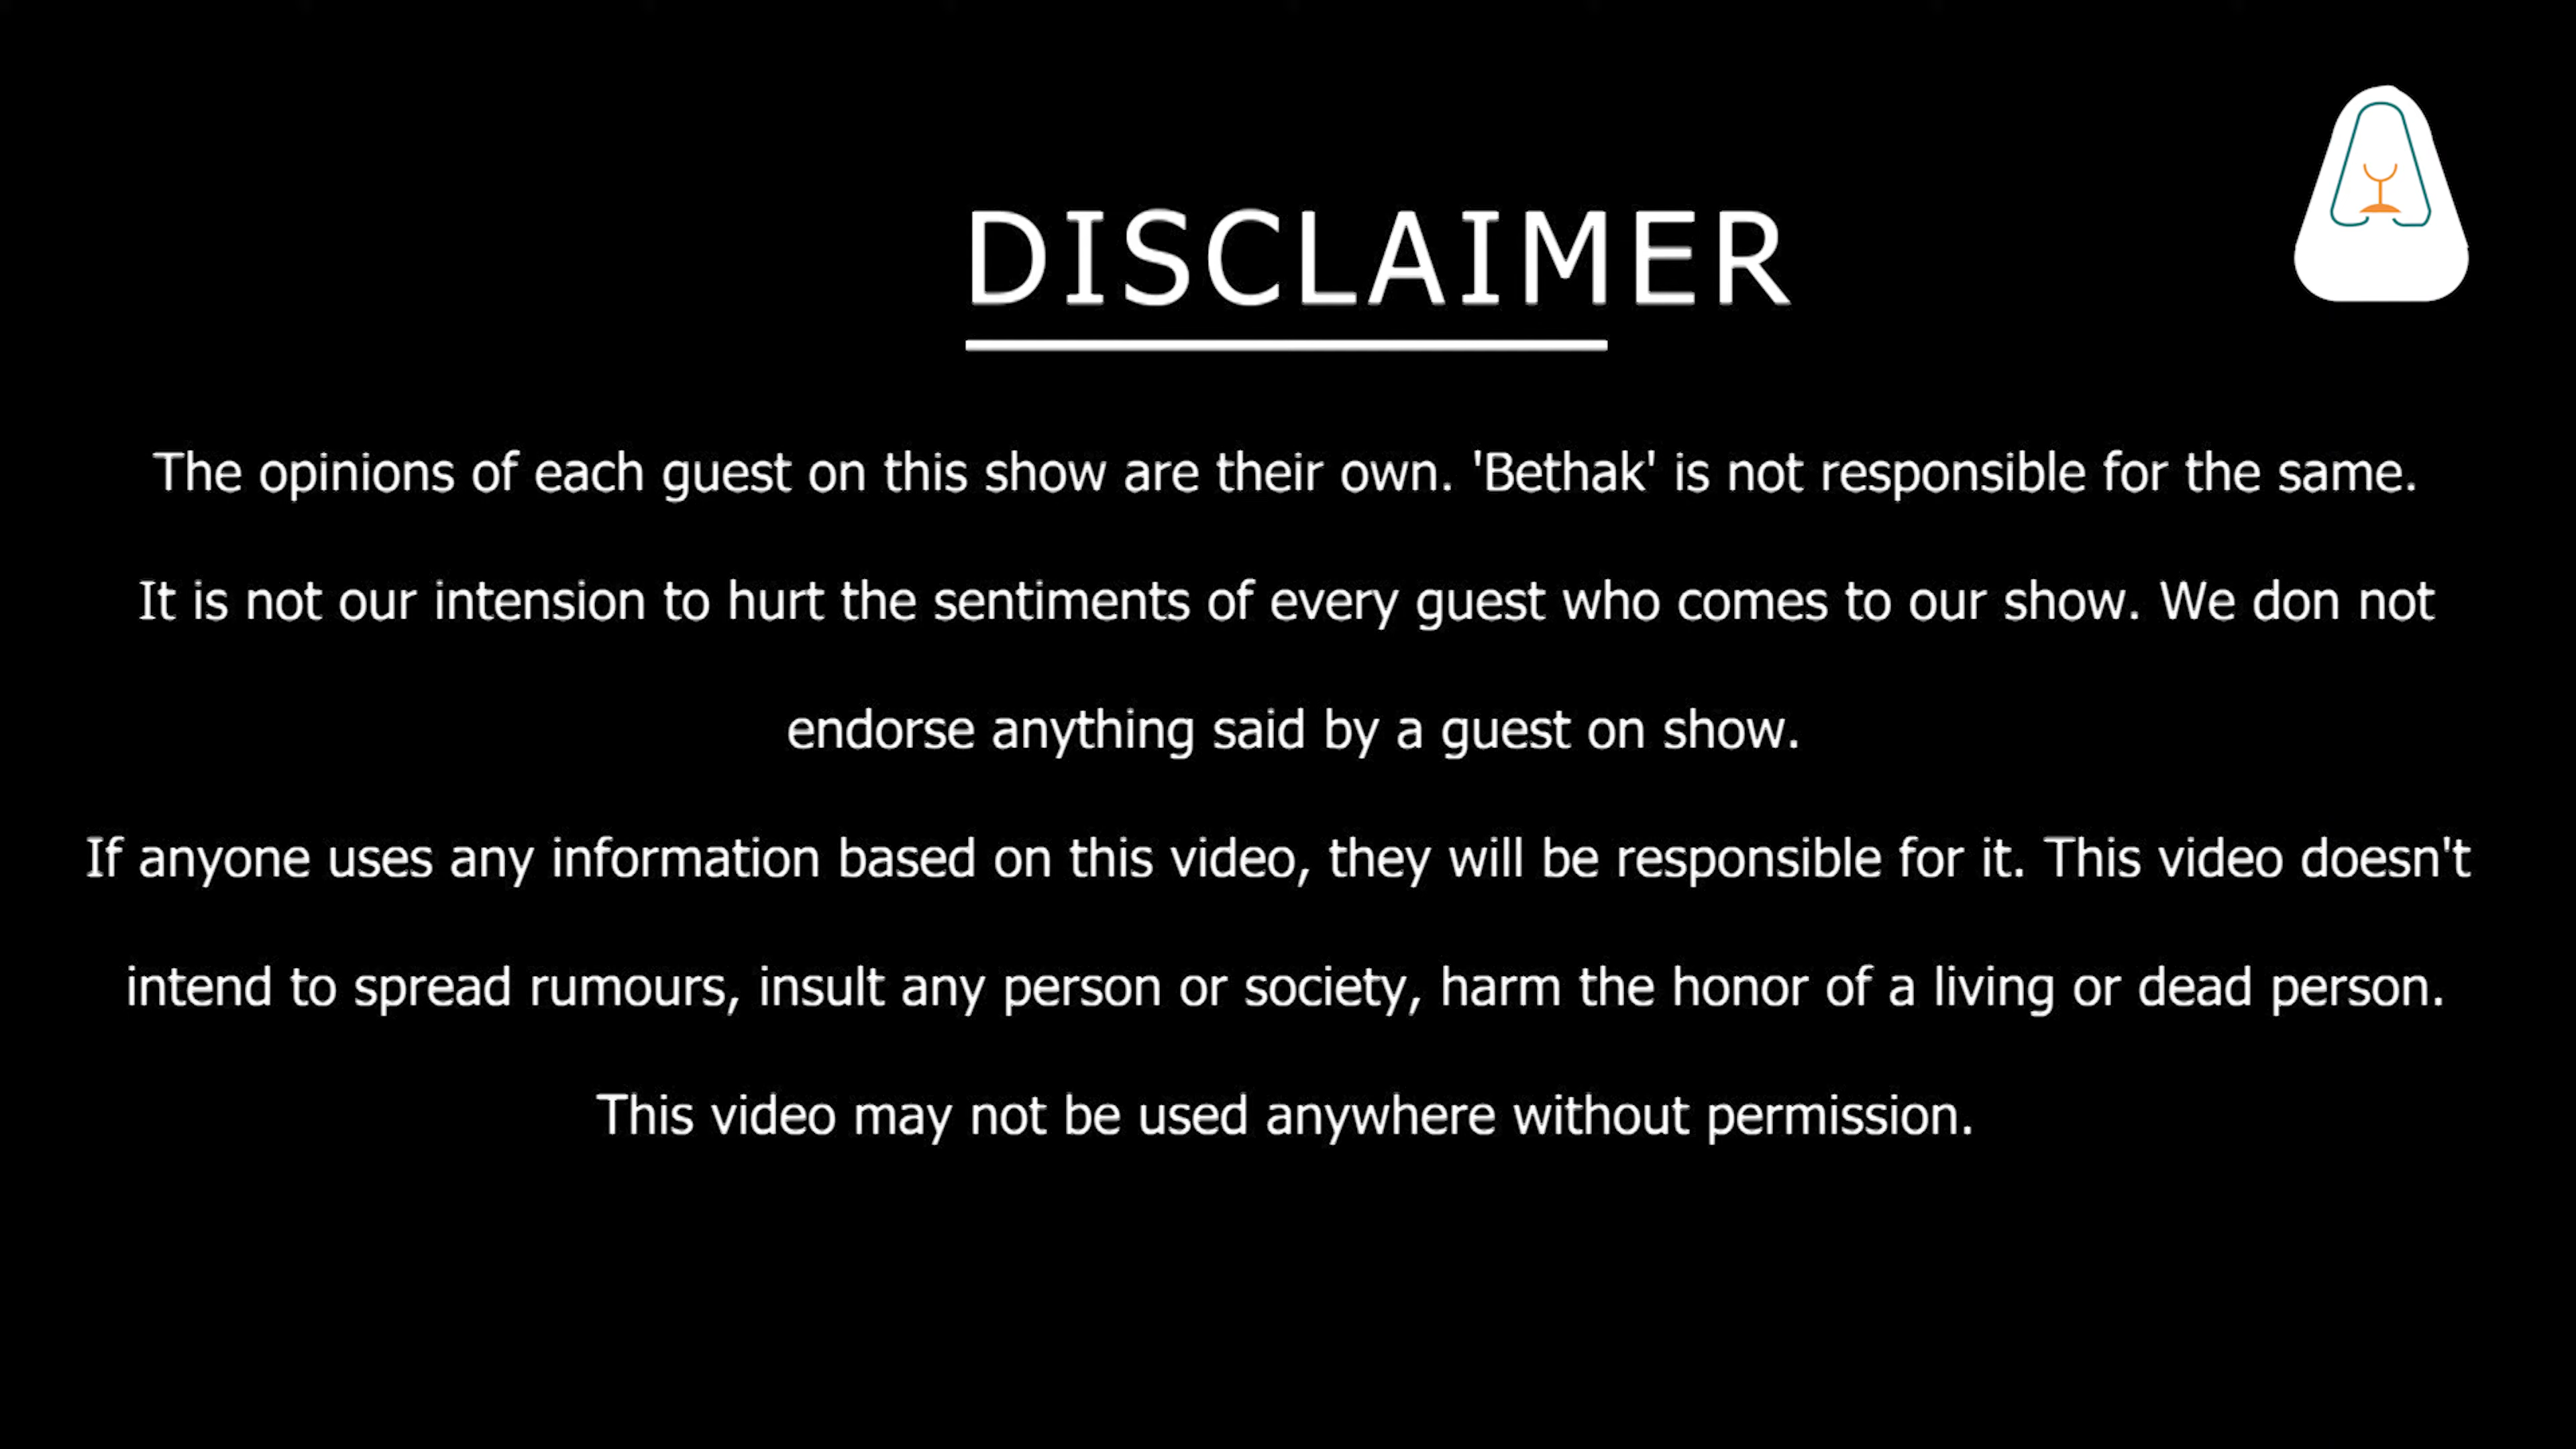 DISCLAIMER
The opinions of each guest on this show are their own. 'Bethak' is not responsible for the same.
It is not our intension to hurt the sentiments of every guest who comes to our show. We don not
endorse anything said by a guest on show.
If anyone uses any information based on this video, they will be responsible for it. This video doesn't
intend to spread rumours, insult any person or society, harm the honor of a living or dead person.
This video may not be used anywhere without permission.